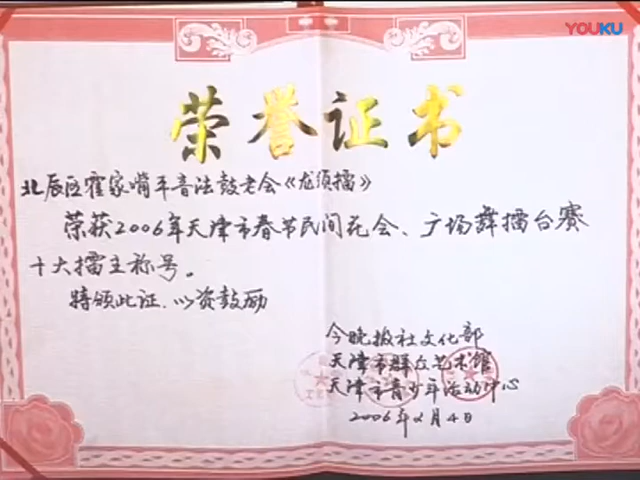 YOUKU
荣誉证书
北辰区霍家嘴平音法鼓老会《龙须擂》
荣获2006年天津市春节民间花会、广场舞擂台赛
十大擂主称号。
特颁此证、以资鼓励
今晚报社文化部
天津市群众艺术馆
天津市青少年活动中心
2006年2月4日